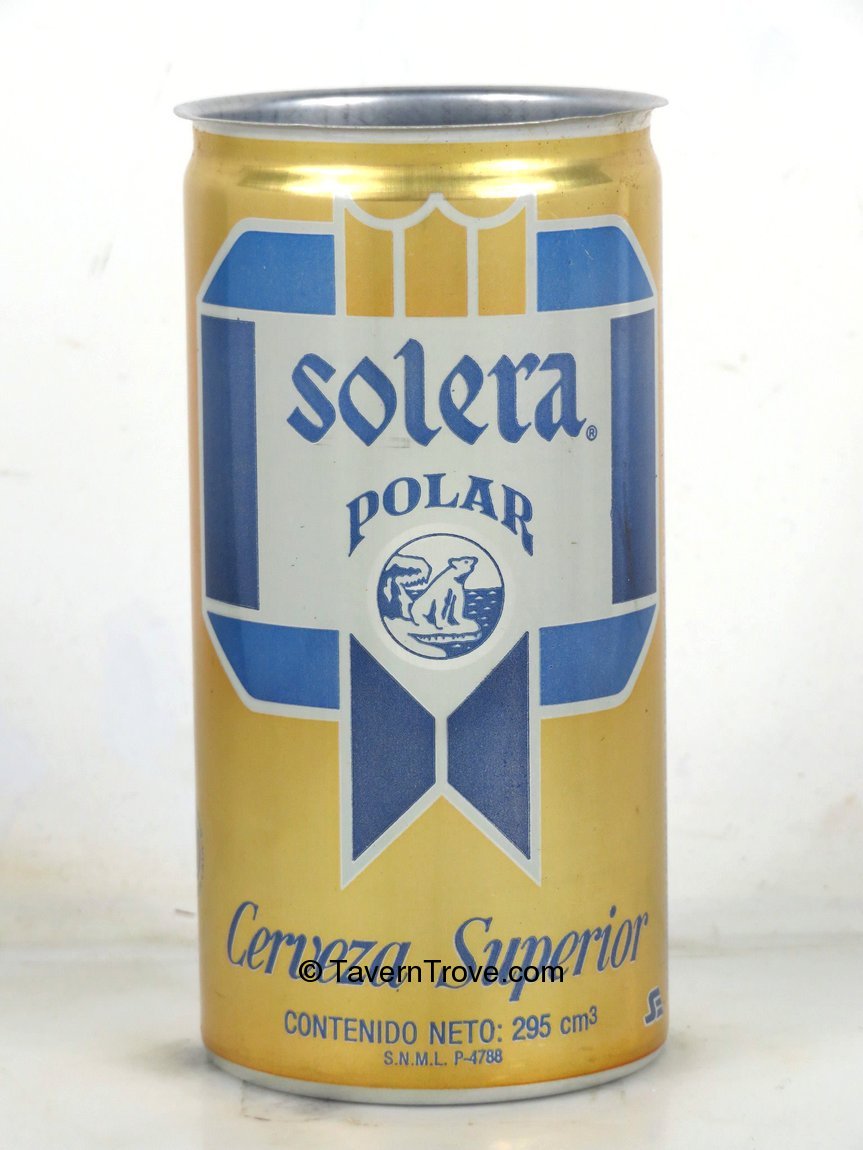 solera®
POLAR
Cerveza Superior
© TavernTrove.com
CONTENIDO NETO: 295 cm³
S.N.M.L. P-4788